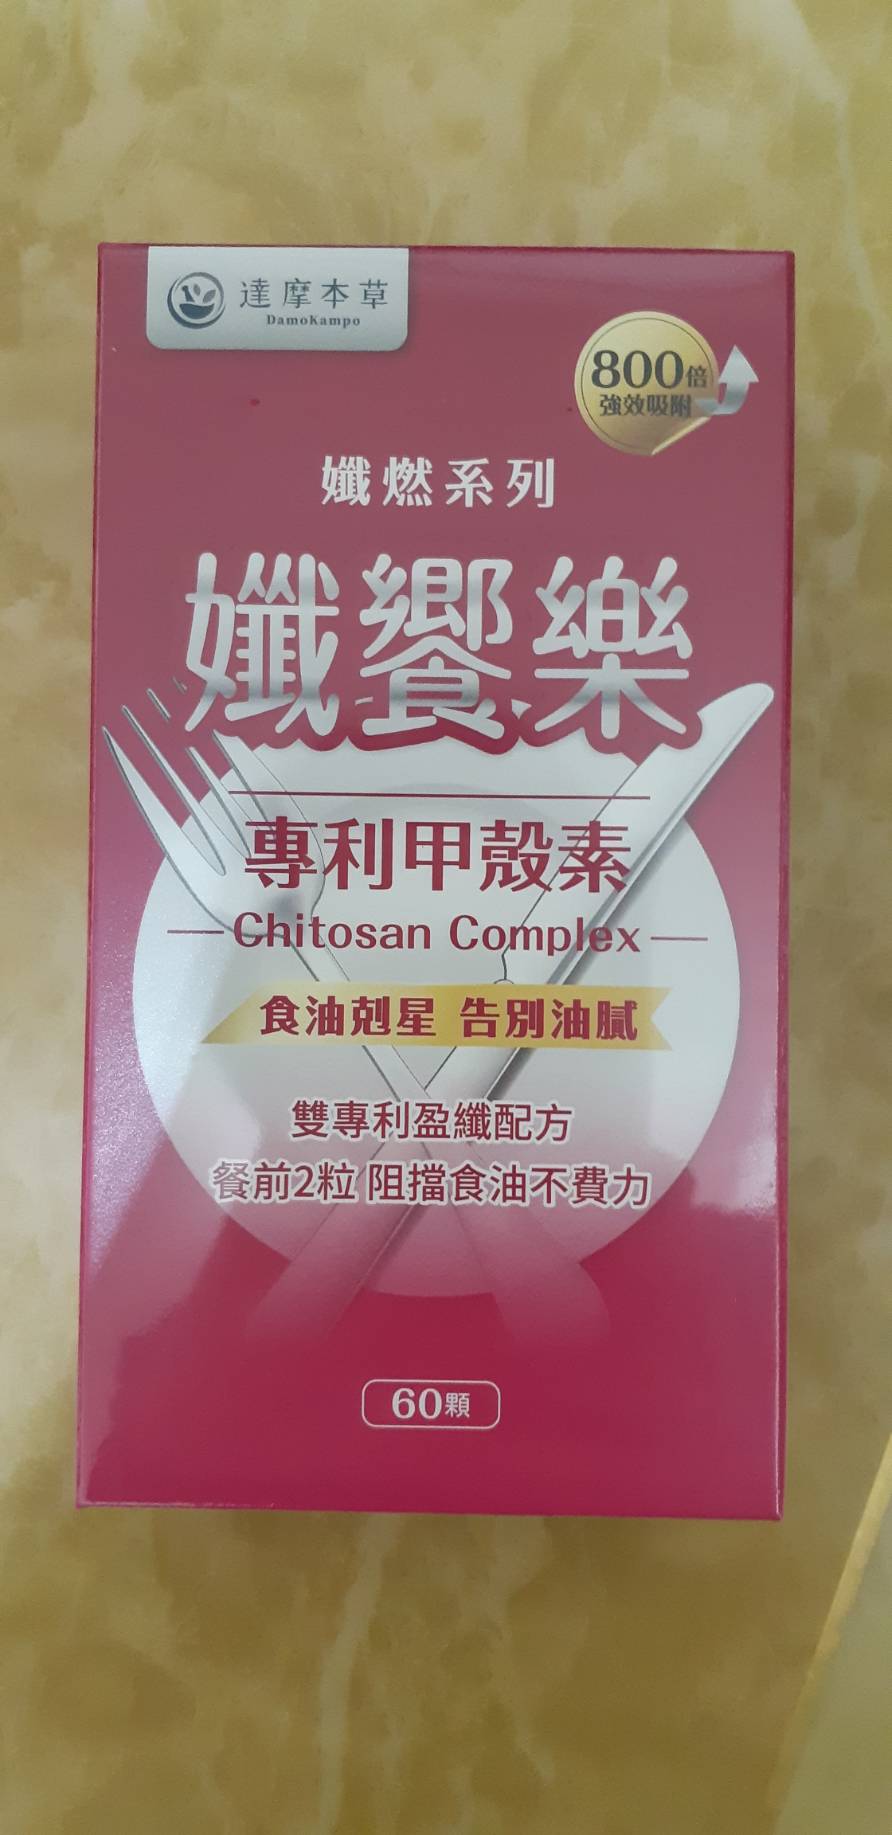 達摩本草
DamoKampo
800倍
強效吸附
孅燃系列
孅饗樂
專利甲殼素
Chitosan Complex
食油剋星 告別油膩
雙專利盈纖配方
餐前2粒 阻擋食油不費力
60顆